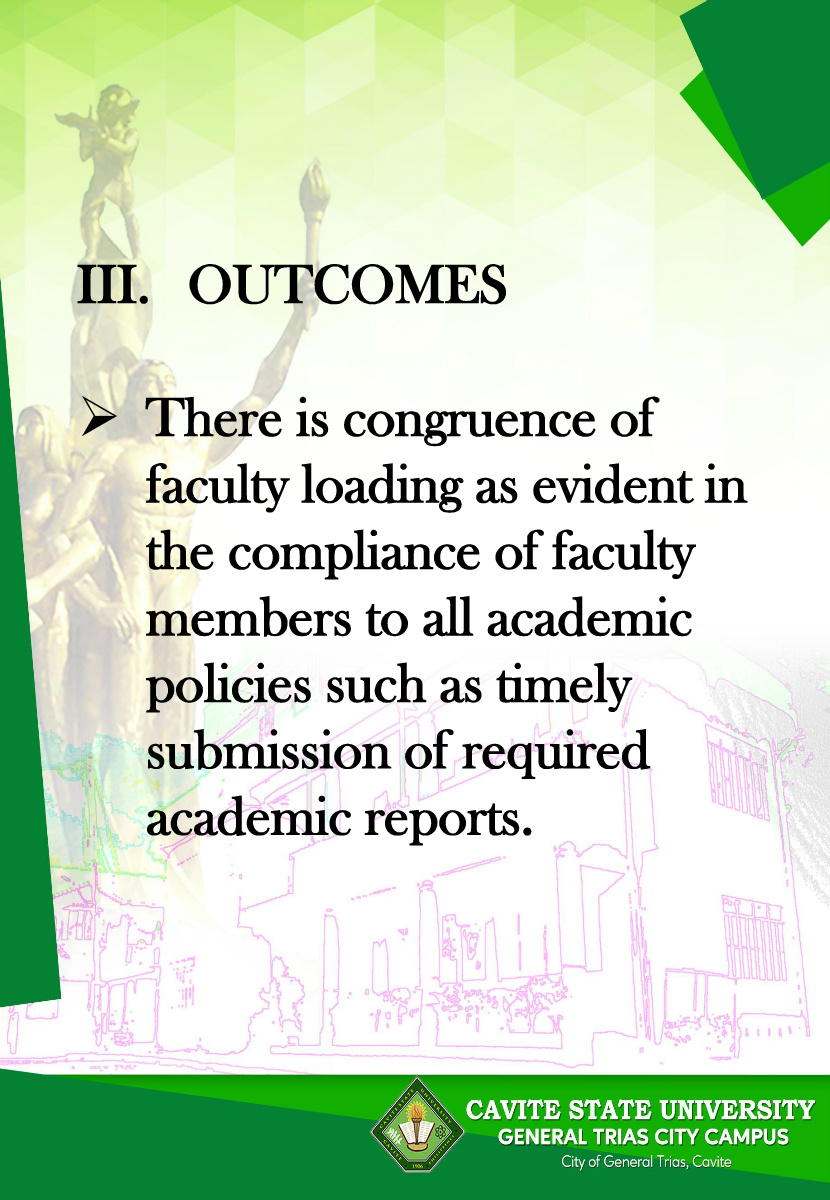 III. OUTCOMES
➢ There is congruence of
faculty loading as evident in
the compliance of faculty
members to all academic
policies such as timely
submission of required
academic reports.
CAVITE STATE UNIVERSITY
GENERAL TRIAS CITY CAMPUS
City of General Trias, Cavite
1906